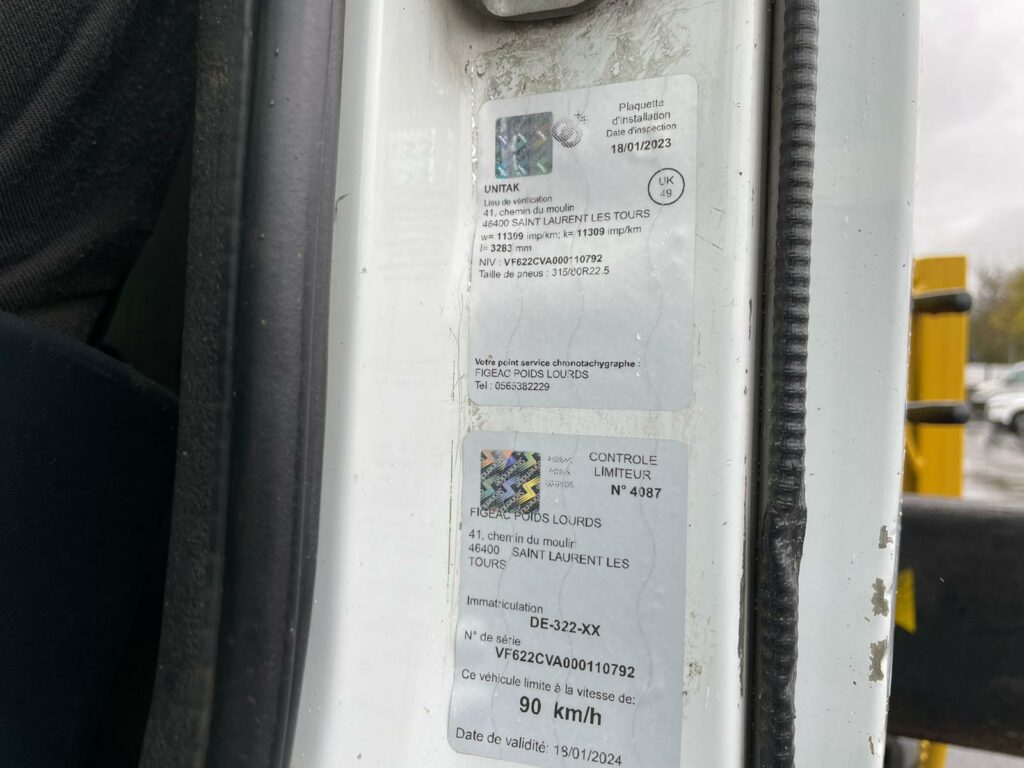 Plaquette
d'installation
Date d'inspection
18/01/2023
UK
49
UNITAK
Lieu de vérification
41, chemin du moulin
46400 SAINT LAURENT LES TOURS
w= 11309 imp/km; k= 11309 imp/km
l= 3283 mm
NIV : VF622CVA000110792
Taille de pneus : 315/80R22.5
Votre point service chronotachygraphe :
FIGEAC POIDS LOURDS
Tel : 0565382229
CONTROLE
LIMITEUR
N° 4087
FIGEAC POIDS LOURDS
41, chemin du moulin
46400 SAINT LAURENT LES
TOURS
Immatriculation
DE-322-XX
N° de série
VF622CVA000110792
Ce véhicule limite à la vitesse de:
90 km/h
Date de validité: 18/01/2024